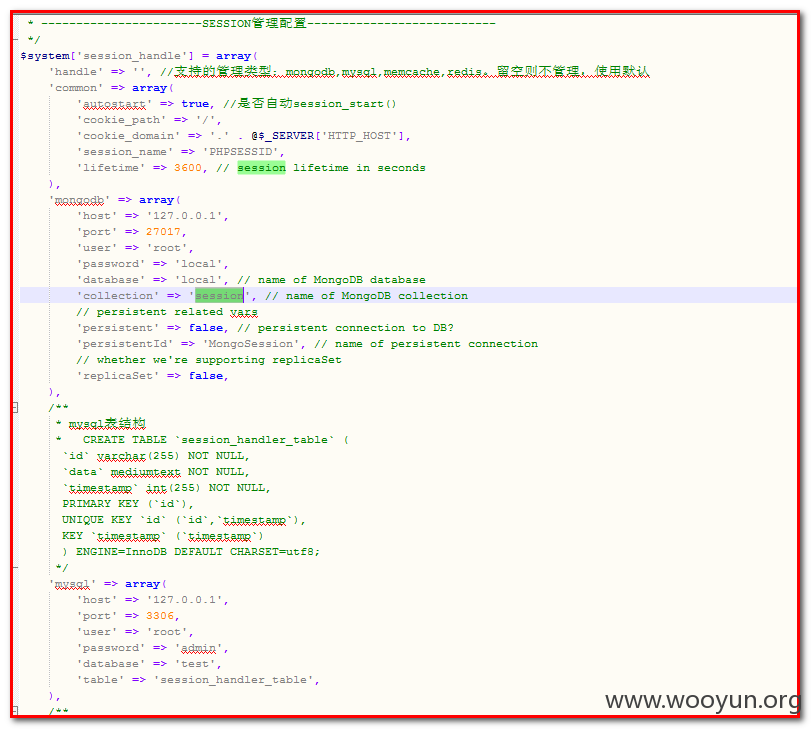 * -----------------------SESSION管理配置---------------------------
 */
$system['session_handle'] = array(
    'handle' => '', //支持的管理类型：mongodb,mysql,memcache,redis。留空则不管理，使用默认
    'common' => array(
        'autostart' => true, //是否自动session_start()
        'cookie_path' => '/',
        'cookie_domain' => '.' . @$_SERVER['HTTP_HOST'],
        'session_name' => 'PHPSESSID',
        'lifetime' => 3600, // session lifetime in seconds
    ),
    'mongodb' => array(
        'host' => '127.0.0.1',
        'port' => 27017,
        'user' => 'root',
        'password' => 'local',
        'database' => 'local', // name of MongoDB database
        'collection' => 'session', // name of MongoDB collection
        // persistent related vars
        'persistent' => false, // persistent connection to DB?
        'persistentId' => 'MongoSession', // name of persistent connection
        // whether we're supporting replicaSet
        'replicaSet' => false,
    ),
    /**
     * mysql表结构
     *   CREATE TABLE `session_handler_table` (
      `id` varchar(255) NOT NULL,
      `data` mediumtext NOT NULL,
      `timestamp` int(255) NOT NULL,
      PRIMARY KEY (`id`),
      UNIQUE KEY `id` (`id`,`timestamp`),
      KEY `timestamp` (`timestamp`)
      ) ENGINE=InnoDB DEFAULT CHARSET=utf8;
     */
    'mysql' => array(
        'host' => '127.0.0.1',
        'port' => 3306,
        'user' => 'root',
        'password' => 'admin',
        'database' => 'test',
        'table' => 'session_handler_table',
    ),
    /**
www.wooyun.org